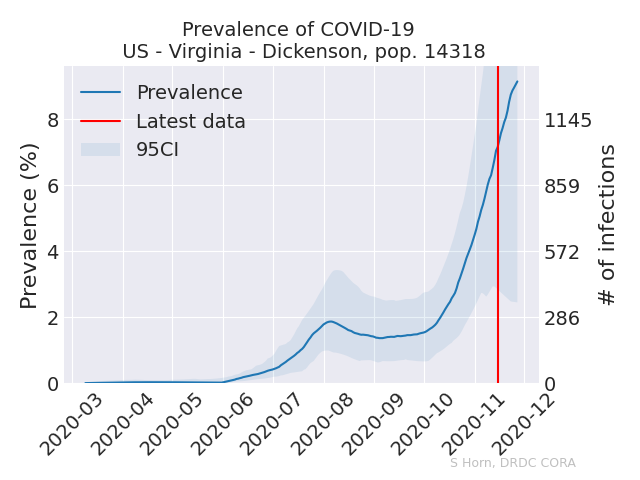 Prevalence of COVID-19
US - Virginia - Dickenson, pop. 14318
Prevalence
Latest data
95CI
Prevalence (%)
8
6
4
2
0
1145
859
572
286
0
# of infections
2020-03
2020-04
2020-05
2020-06
2020-07
2020-08
2020-09
2020-10
2020-11
2020-12
S Horn, DRDC CORA